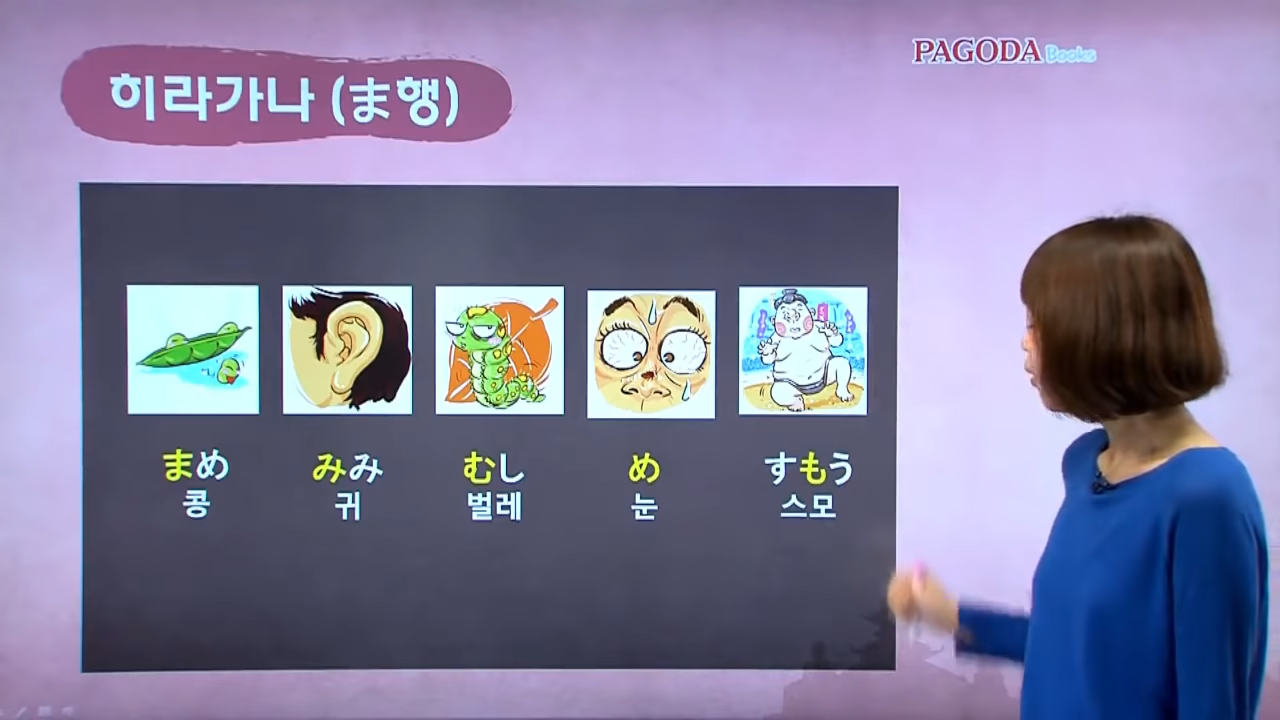 PAGODA Books
히라가나 (ま행)
まめ みみ むし め すもう
콩 귀 벌레 눈 스모